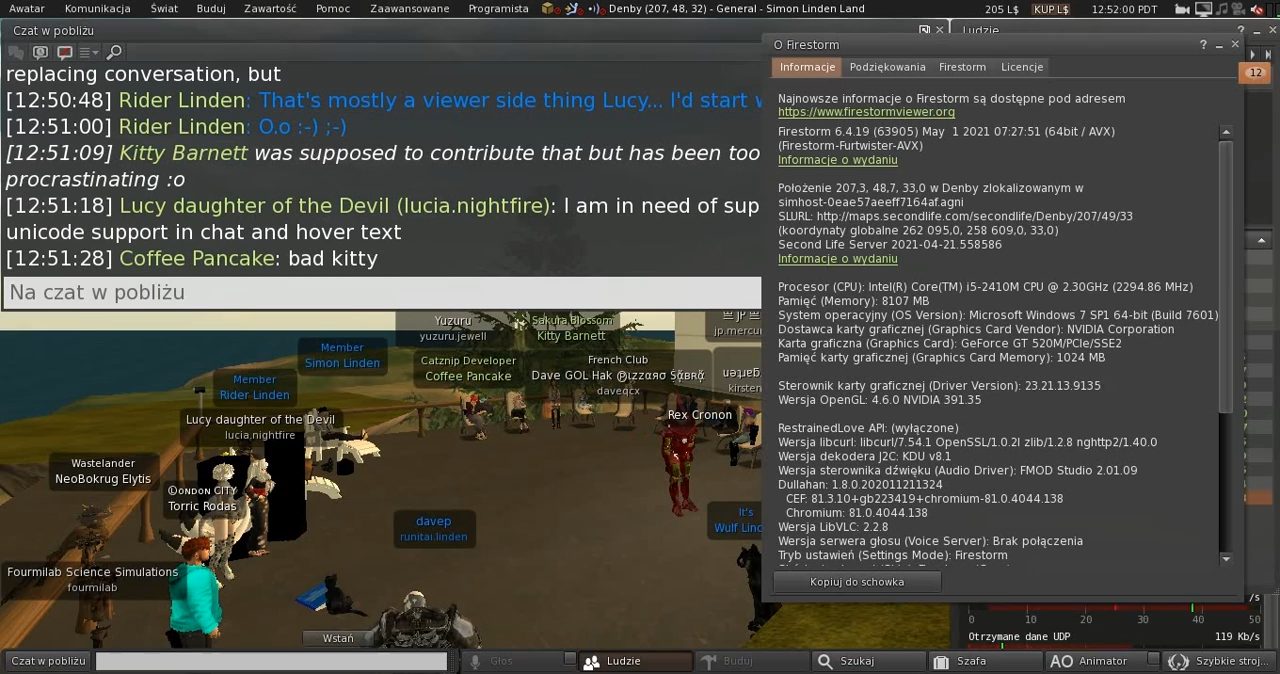 Awatar Komunikacja Świat Buduj Zawartość Pomoc Zaawansowane Programista Denby (207, 48, 32) - General - Simon Linden Land 205 L$ KUP L$ 12:52:00 PDT
Czat w pobliżu
replacing conversation, but
[12:50:48] Rider Linden: That's mostly a viewer side thing Lucy... I'd start
[12:51:00] Rider Linden: O.o :-) ;-)
[12:51:09] Kitty Barnett was supposed to contribute that but has been too
procrastinating :o
[12:51:18] Lucy daughter of the Devil (lucia.nightfire): I am in need of sup
unicode support in chat and hover text
[12:51:28] Coffee Pancake: bad kitty
Na czat w pobliżu
Ludzie
12
O Firestorm
Informacje Podziękowania Firestorm Licencje
Najnowsze informacje o Firestorm są dostępne pod adresem
https://www.firestormviewer.org
Firestorm 6.4.19 (63905) May 1 2021 07:27:51 (64bit / AVX)
(Firestorm-Furtwister-AVX)
Informacje o wydaniu
Położenie 207,3, 48,7, 33,0 w Denby zlokalizowanym w
simhost-0eae57aeeff7164af.agni
SLURL: http://maps.secondlife.com/secondlife/Denby/207/49/33
(koordynaty globalne 262 095,0, 258 609,0, 33,0)
Second Life Server 2021-04-21.558586
Informacje o wydaniu
Procesor (CPU): Intel(R) Core(TM) i5-2410M CPU @ 2.30GHz (2294.86 MHz)
Pamięć (Memory): 8107 MB
System operacyjny (OS Version): Microsoft Windows 7 SP1 64-bit (Build 7601)
Dostawca karty graficznej (Graphics Card Vendor): NVIDIA Corporation
Karta graficzna (Graphics Card): GeForce GT 520M/PCIe/SSE2
Pamięć karty graficznej (Graphics Card Memory): 1024 MB
Sterownik karty graficznej (Driver Version): 23.21.13.9135
Wersja OpenGL: 4.6.0 NVIDIA 391.35
RestrainedLove API: (wyłączone)
Wersja libcurl: libcurl/7.54.1 OpenSSL/1.0.2l zlib/1.2.8 nghttp2/1.40.0
Wersja dekodera J2C: KDU v8.1
Wersja sterownika dźwięku (Audio Driver): FMOD Studio 2.01.09
Dullahan: 1.8.0.202011211324
CEF: 81.3.10+gb223419+chromium-81.0.4044.138
Chromium: 81.0.4044.138
Wersja LibVLC: 2.2.8
Wersja serwera głosu (Voice Server): Brak połączenia
Tryb ustawień (Settings Mode): Firestorm
Kopiuj do schowka
Yuzuru
yuzuru.jewell
Sakura Blossom
Kitty Barnett
jp.mercur
Member
Simon Linden
Catznip Developer
Coffee Pancake
French Club
Dave GOL Hak
daveqcx
kirsten
Member
Rider Linden
Lucy daughter of the Devil
lucia.nightfire
Rex Cronon
Wastelander
NeoBokrug Elytis
©ONDON CITY
Torric Rodas
davep
runitai.linden
It's
Wulf Lind
Fourmilab Science Simulations
fourmilab
Wstań
/s
0 10 20 30 40 50
Otrzymane dane UDP 119 Kb/s
Czat w pobliżu Głos Ludzie Buduj Szukaj Szafa AO Animator Szybkie stroj...